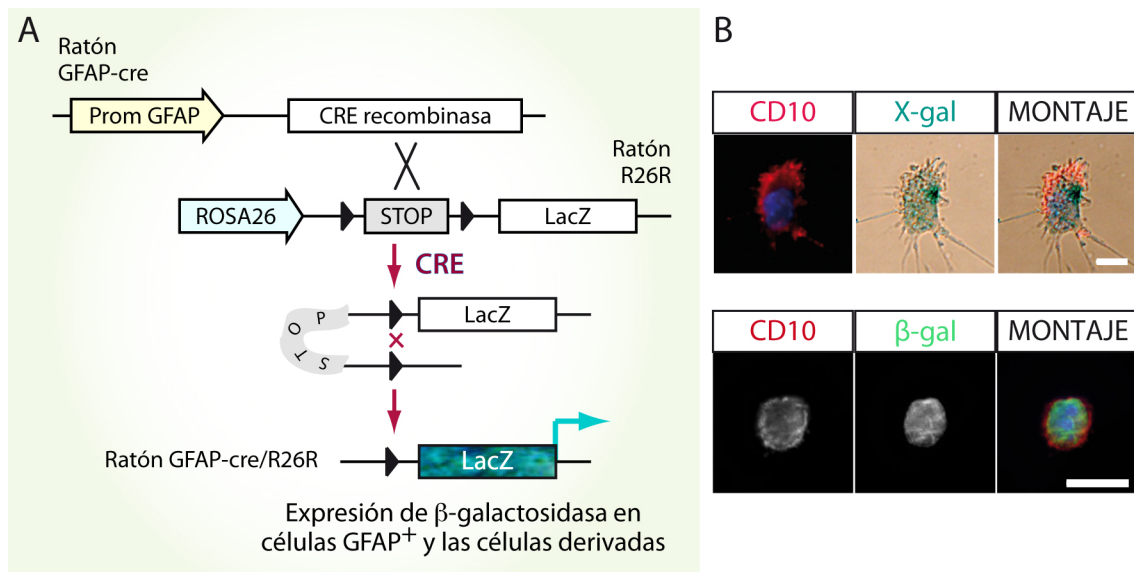 A
Ratón
GFAP-cre
Prom GFAP
CRE recombinasa
Ratón
R26R
ROSA26
STOP
LacZ
CRE
STOP
LacZ
Ratón GFAP-cre/R26R
LacZ
Expresión de β-galactosidasa en
células GFAP+ y las células derivadas
B
CD10
X-gal
MONTAJE
CD10
β-gal
MONTAJE